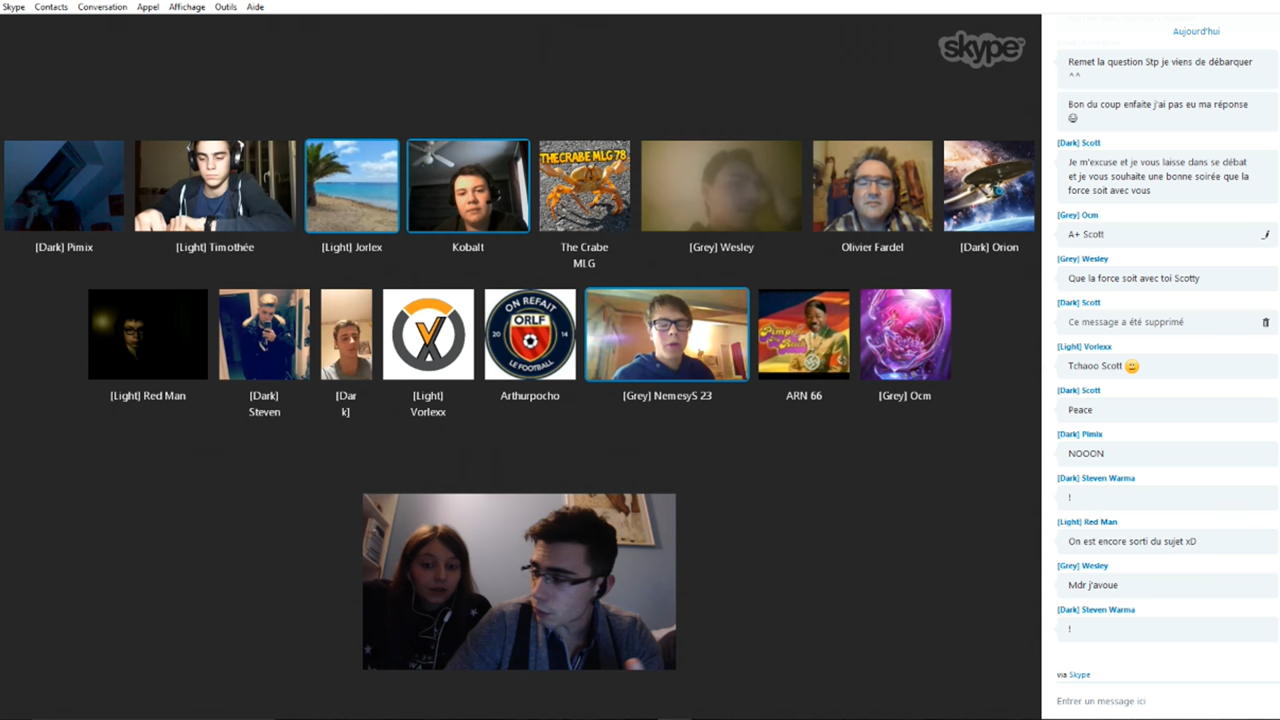 Skype Contacts Conversation Appel Affichage Outils Aide
skype™
THECRABE MLG 78
[Dark] Pimix
[Light] Timothée
[Light] Jorlex
Kobalt
The Crabe
MLG
[Grey] Wesley
Olivier Fardel
[Dark] Orion
ON REFAIT
20 ORLF 14
LE FOOTBALL
[Light] Red Man
[Dark]
Steven
[Dar
k]
[Light]
Vorlexx
Arthurpocho
[Grey] NemesyS 23
ARN 66
[Grey] Ocm
Aujourd'hui
Remet la question Stp je viens de débarquer
^^
Bon du coup enfaite j'ai pas eu ma réponse
[Dark] Scott
Je m'excuse et je vous laisse dans se débat
et je vous souhaite une bonne soirée que la
force soit avec vous
[Grey] Ocm
A+ Scott
[Grey] Wesley
Que la force soit avec toi Scotty
[Dark] Scott
Ce message a été supprimé
[Light] Vorlexx
Tchaoo Scott
[Dark] Scott
Peace
[Dark] Pimix
NOOON
[Dark] Steven Warma
!
[Light] Red Man
On est encore sorti du sujet xD
[Grey] Wesley
Mdr j'avoue
[Dark] Steven Warma
!
via Skype
Entrer un message ici